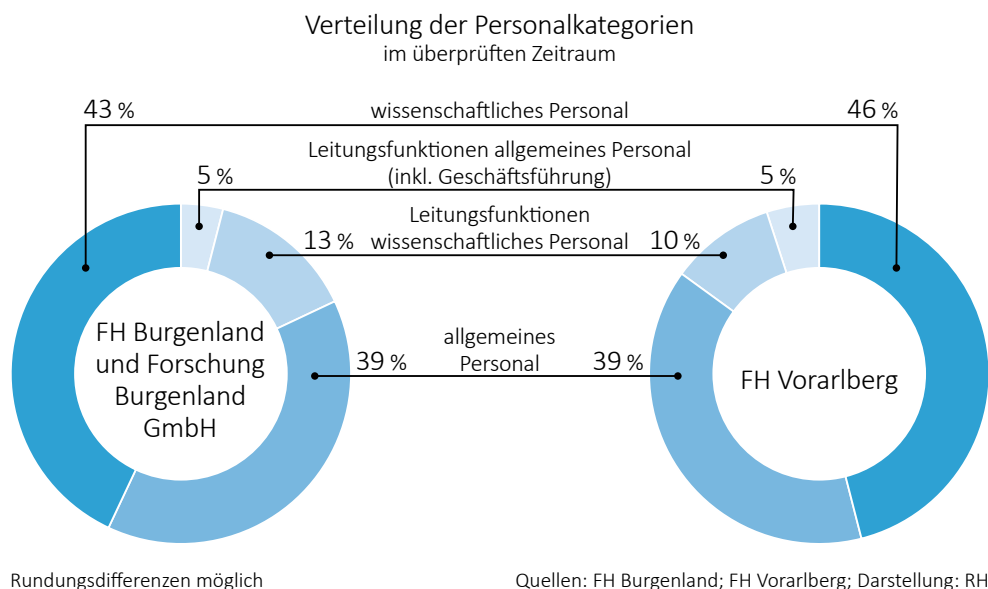 Verteilung der Personalkategorien
im überprüften Zeitraum
43 % wissenschaftliches Personal 46 %
Leitungsfunktionen allgemeines Personal
5 % (inkl. Geschäftsführung) 5 %
Leitungsfunktionen
13 % wissenschaftliches Personal 10 %
allgemeines
39 % Personal 39 %
FH Burgenland
und Forschung
Burgenland
GmbH
FH Vorarlberg
Rundungsdifferenzen möglich
Quellen: FH Burgenland; FH Vorarlberg; Darstellung: RH